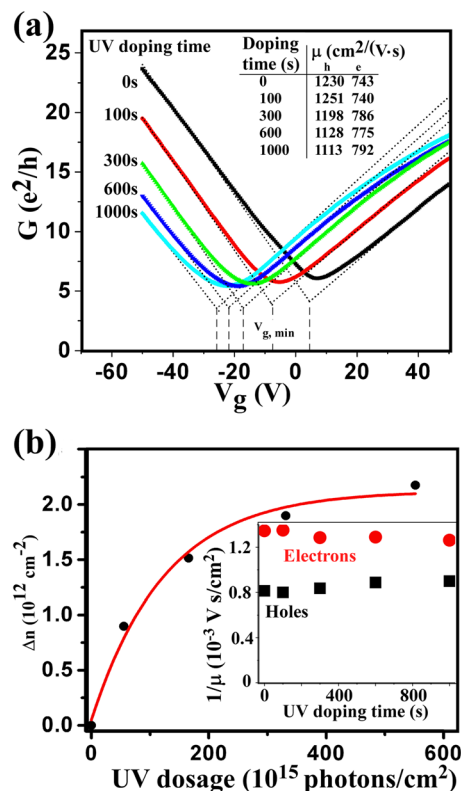 (a)
UV doping time
Doping time (s) μ (cm²/(V·s)
h e
0 1230 743
100 1251 740
300 1198 786
600 1128 775
1000 1113 792
0s
100s
300s
600s
1000s
V g, min
G (e²/h)
25
20
15
10
5
0
-60 -40 -20 0 20 40
Vg (V)
(b)
Δn (10¹² cm⁻²)
2.0
1.5
1.0
0.5
0.0
0 200 400 600
UV dosage (10¹⁵ photons/cm²)
Electrons
Holes
1/μ (10⁻³ V s/cm²)
1.2
0.8
0.4
0
0 400 800
UV doping time (s)